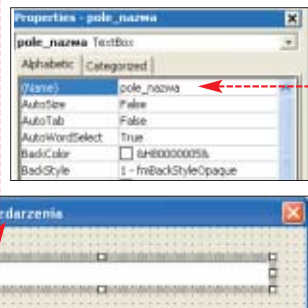 Properties - pole_nazwa
pole_nazwa TextBox
Alphabetic Categorized
(Name) pole_nazwa
AutoSize False
AutoTab False
AutoWordSelect True
BackColor &H80000005&
BackStyle 1 - fmBackStyleOpaque
zdarzenia